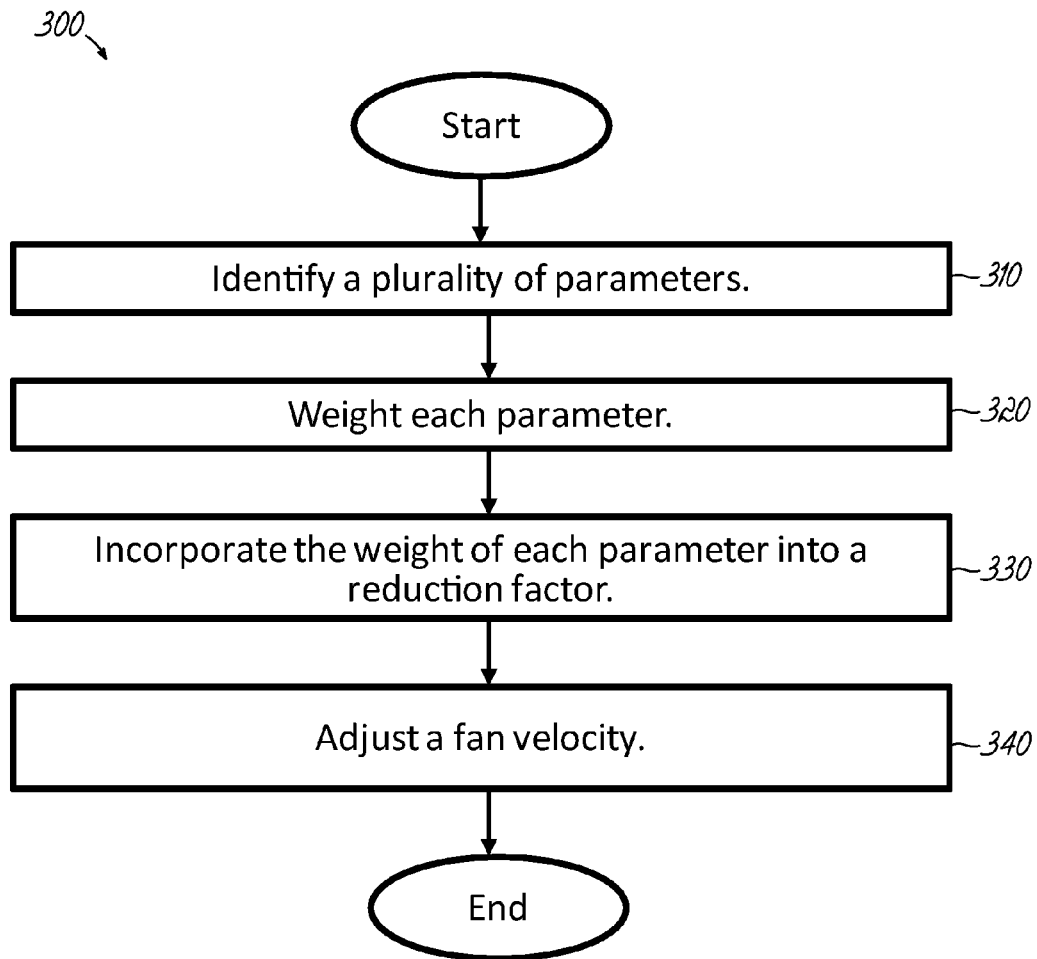 300
Start
Identify a plurality of parameters.
310
Weight each parameter.
320
Incorporate the weight of each parameter into a
reduction factor.
330
Adjust a fan velocity.
340
End